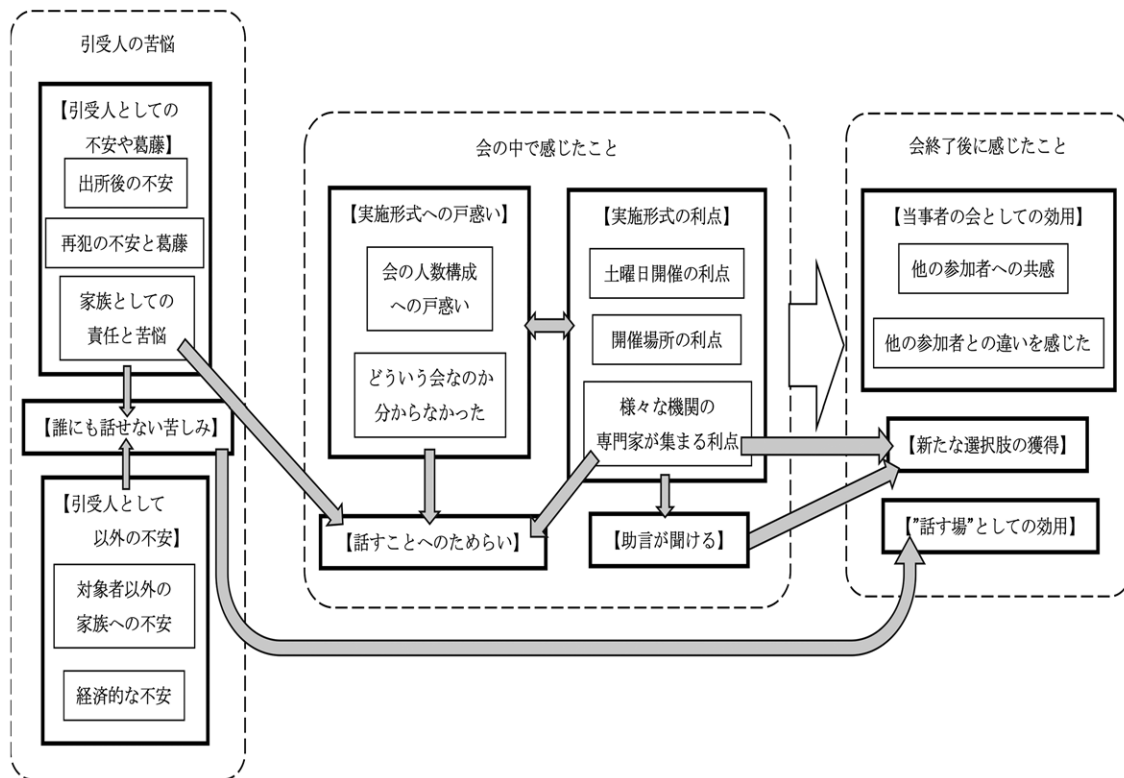 引受人の苦悩
【引受人としての
不安や葛藤】
出所後の不安
再犯の不安と葛藤
家族としての
責任と苦悩
【誰にも話せない苦しみ】
【引受人として
以外の不安】
対象者以外の
家族への不安
経済的な不安
会の中で感じたこと
【実施形式への戸惑い】
会の人数構成
への戸惑い
どういう会なのか
分からなかった
【話すことへのためらい】
【実施形式の利点】
土曜日開催の利点
開催場所の利点
様々な機関の
専門家が集まる利点
【助言が聞ける】
会終了後に感じたこと
【当事者の会としての効用】
他の参加者への共感
他の参加者との違いを感じた
【新たな選択肢の獲得】
【”話す場”としての効用】